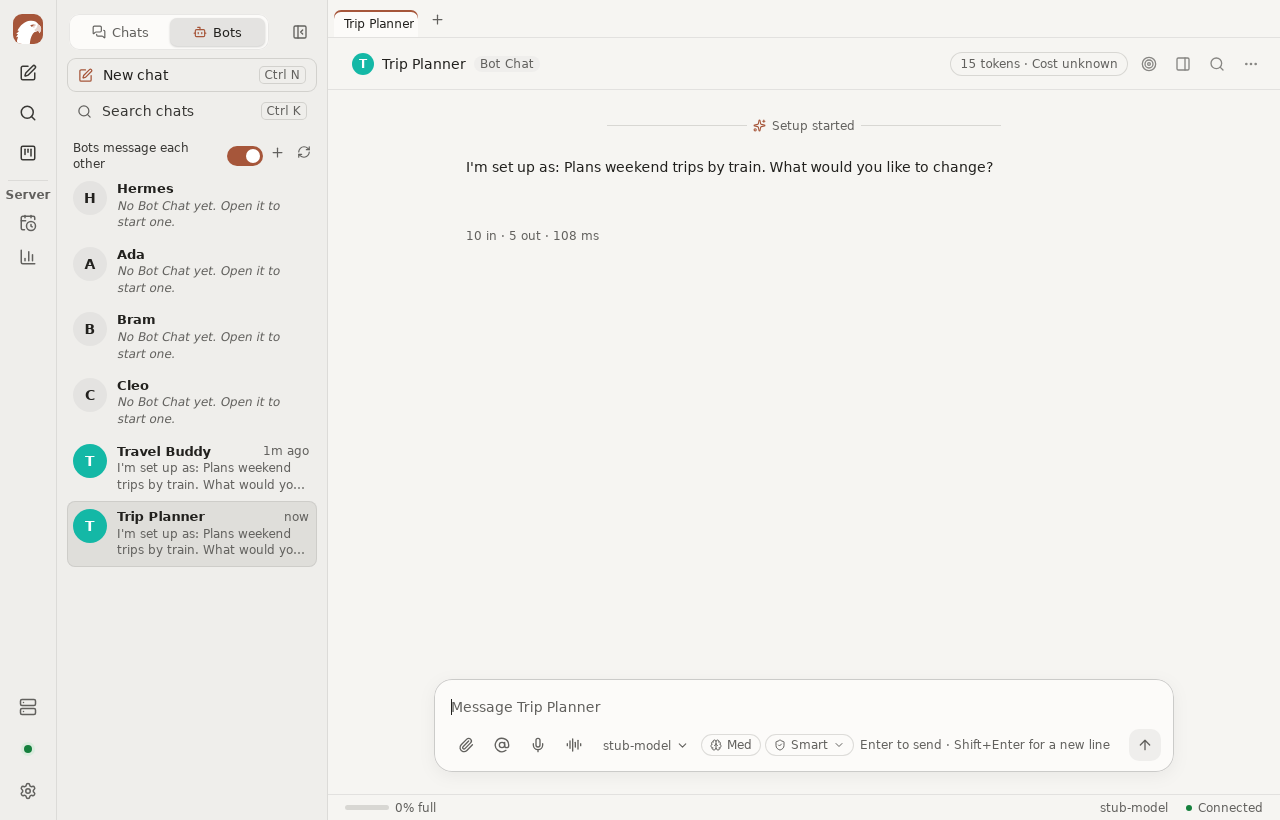 Chats
Bots
New chat
Ctrl N
Search chats
Ctrl K
Bots message each
other
Server
H
Hermes
No Bot Chat yet. Open it to
start one.
A
Ada
No Bot Chat yet. Open it to
start one.
B
Bram
No Bot Chat yet. Open it to
start one.
C
Cleo
No Bot Chat yet. Open it to
start one.
T
Travel Buddy
1m ago
I'm set up as: Plans weekend
trips by train. What would yo...
T
Trip Planner
now
I'm set up as: Plans weekend
trips by train. What would yo...
Trip Planner
T
Trip Planner
Bot Chat
15 tokens · Cost unknown
Setup started
I'm set up as: Plans weekend trips by train. What would you like to change?
10 in · 5 out · 108 ms
Message Trip Planner
stub-model
Med
Smart
Enter to send · Shift+Enter for a new line
0% full
stub-model
Connected